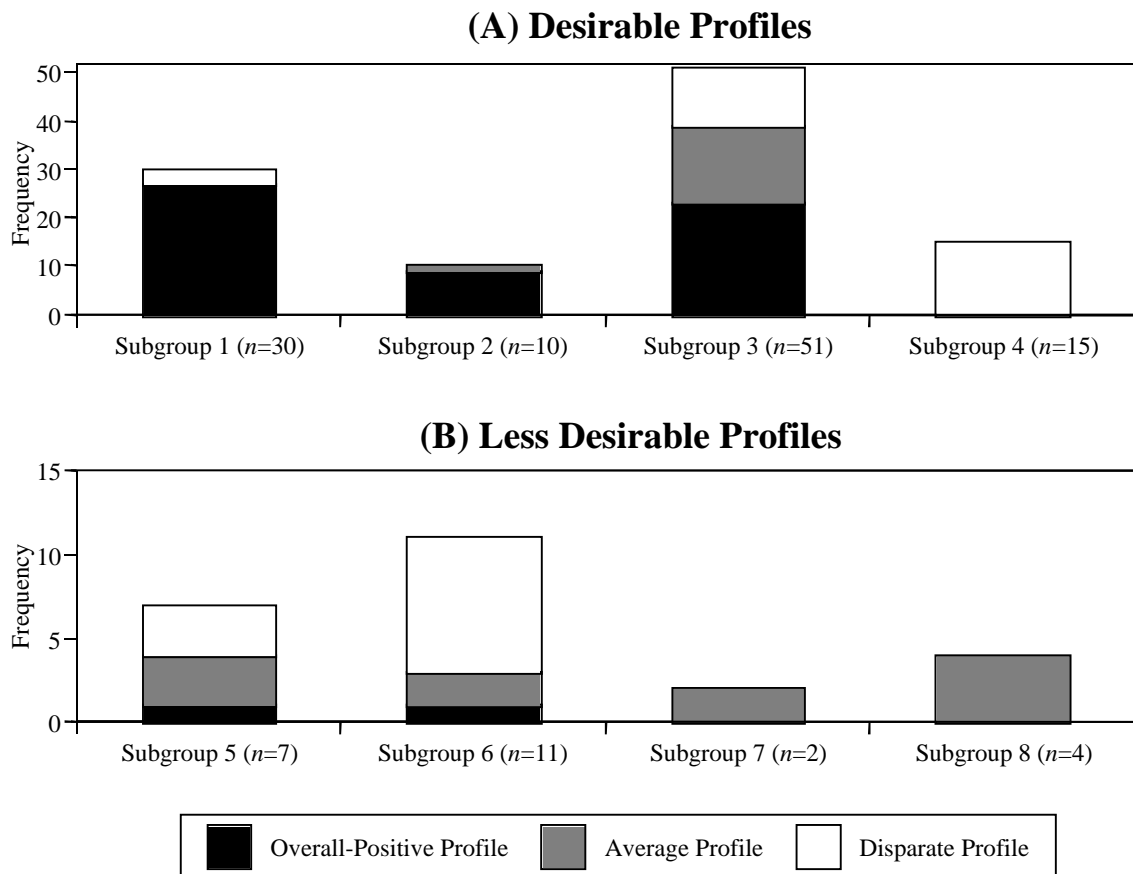 (A) Desirable Profiles
Frequency
50
40
30
20
10
0
Subgroup 1 (n=30) Subgroup 2 (n=10) Subgroup 3 (n=51) Subgroup 4 (n=15)
(B) Less Desirable Profiles
Frequency
15
10
5
0
Subgroup 5 (n=7) Subgroup 6 (n=11) Subgroup 7 (n=2) Subgroup 8 (n=4)
Overall-Positive Profile Average Profile Disparate Profile